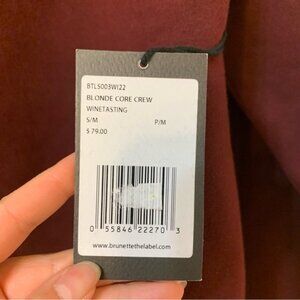 BTLS003WI22
BLONDE CORE CREW
WINETASTING
S/M P/M
$ 79.00
0 55846 22270 3
www.brunettethelabel.com